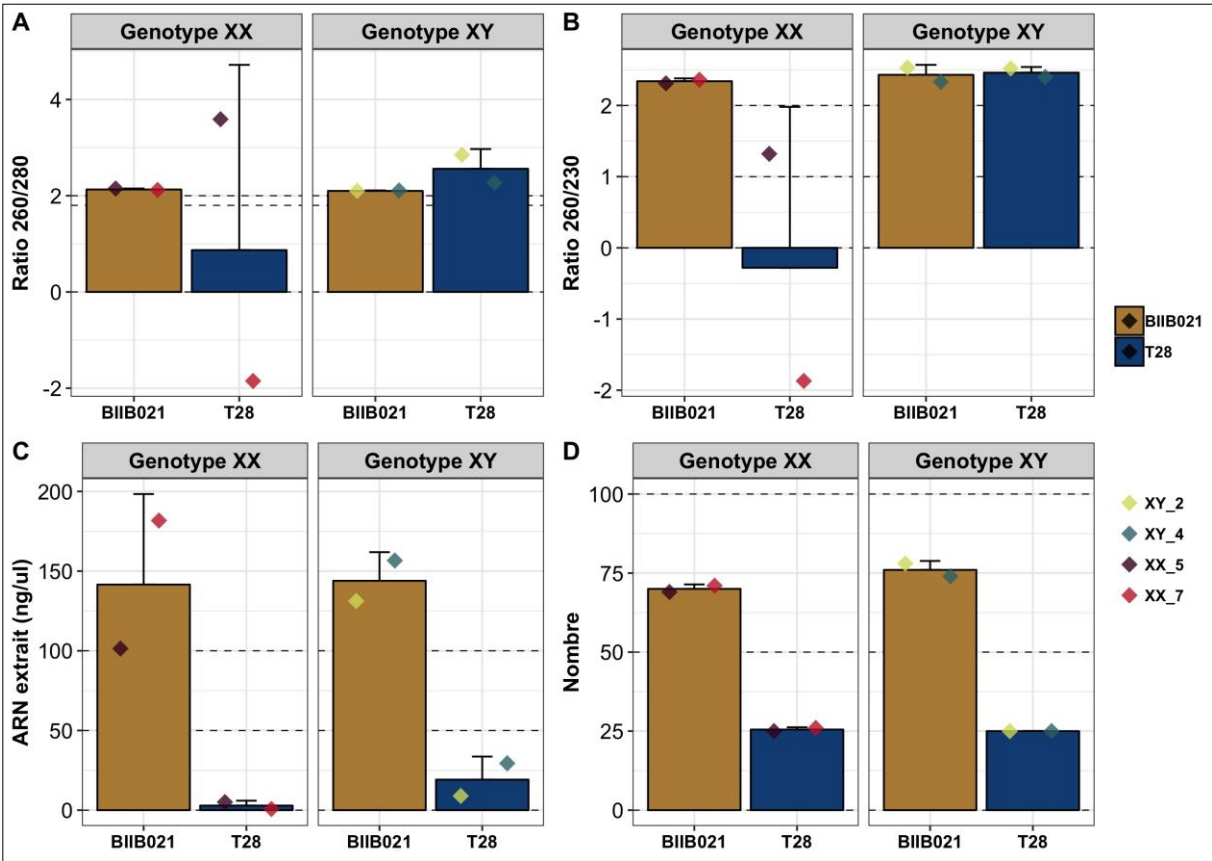 A
Genotype XX
Genotype XY
Ratio 260/280
4
2
0
-2
BIIB021
T28
BIIB021
T28
B
Genotype XX
Genotype XY
Ratio 260/230
2
1
0
-1
-2
BIIB021
T28
BIIB021
T28
BIIB021
T28
C
Genotype XX
Genotype XY
ARN extrait (ng/ul)
200
150
100
50
0
BIIB021
T28
BIIB021
T28
D
Genotype XX
Genotype XY
Nombre
100
75
50
25
0
BIIB021
T28
BIIB021
T28
XY_2
XY_4
XX_5
XX_7